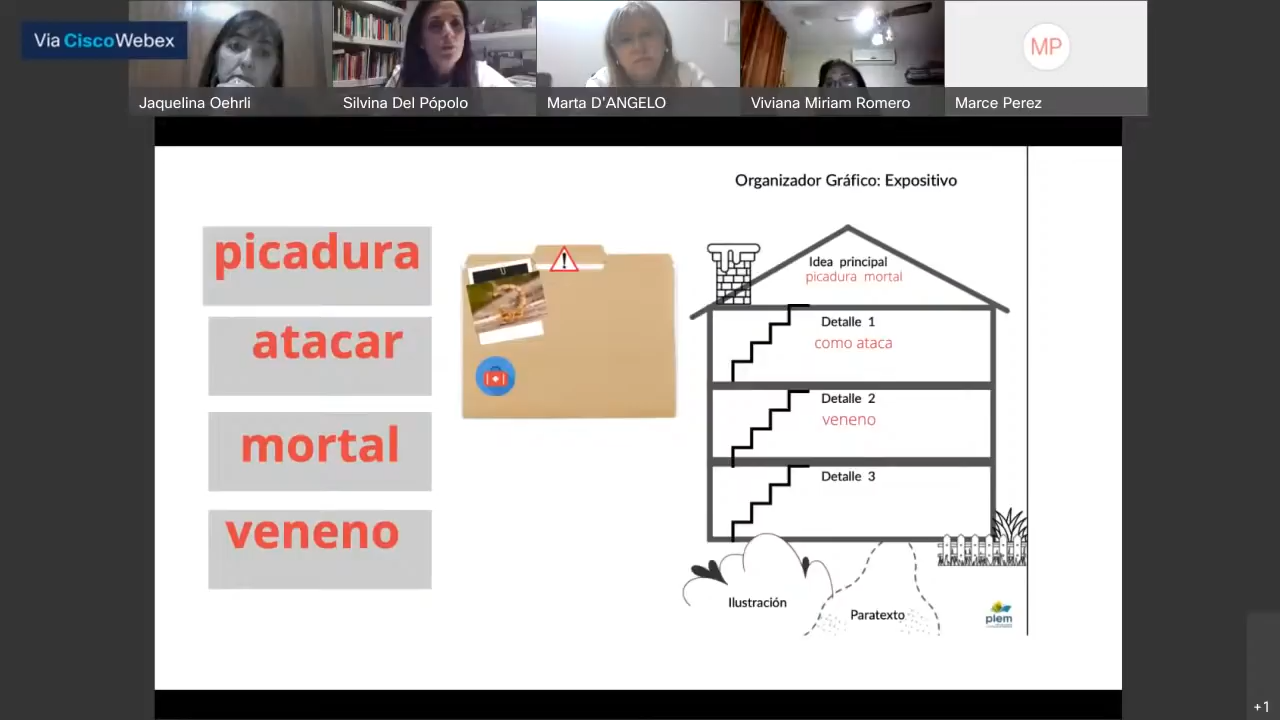 Vía CiscoWebex
Jaquelina Oehrli
Silvina Del Pópolo
Marta D'ANGELO
Viviana Miriam Romero
MP
Marce Perez
Organizador Gráfico: Expositivo
picadura
atacar
mortal
veneno
Idea principal
picadura mortal
Detalle 1
como ataca
Detalle 2
veneno
Detalle 3
Ilustración
Paratexto
plem
+1